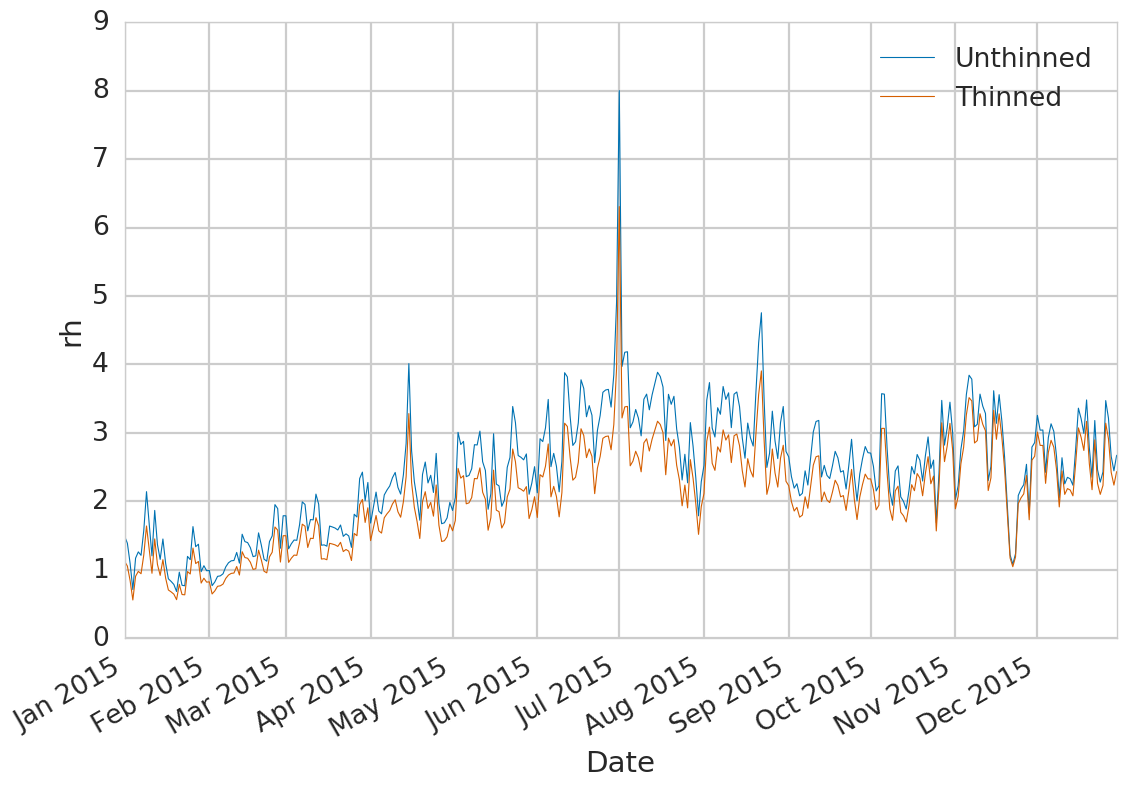 9
8
7
6
5
4
3
2
1
0
rh
Unthinned
Thinned
Jan 2015
Feb 2015
Mar 2015
Apr 2015
May 2015
Jun 2015
Jul 2015
Aug 2015
Sep 2015
Oct 2015
Nov 2015
Dec 2015
Date